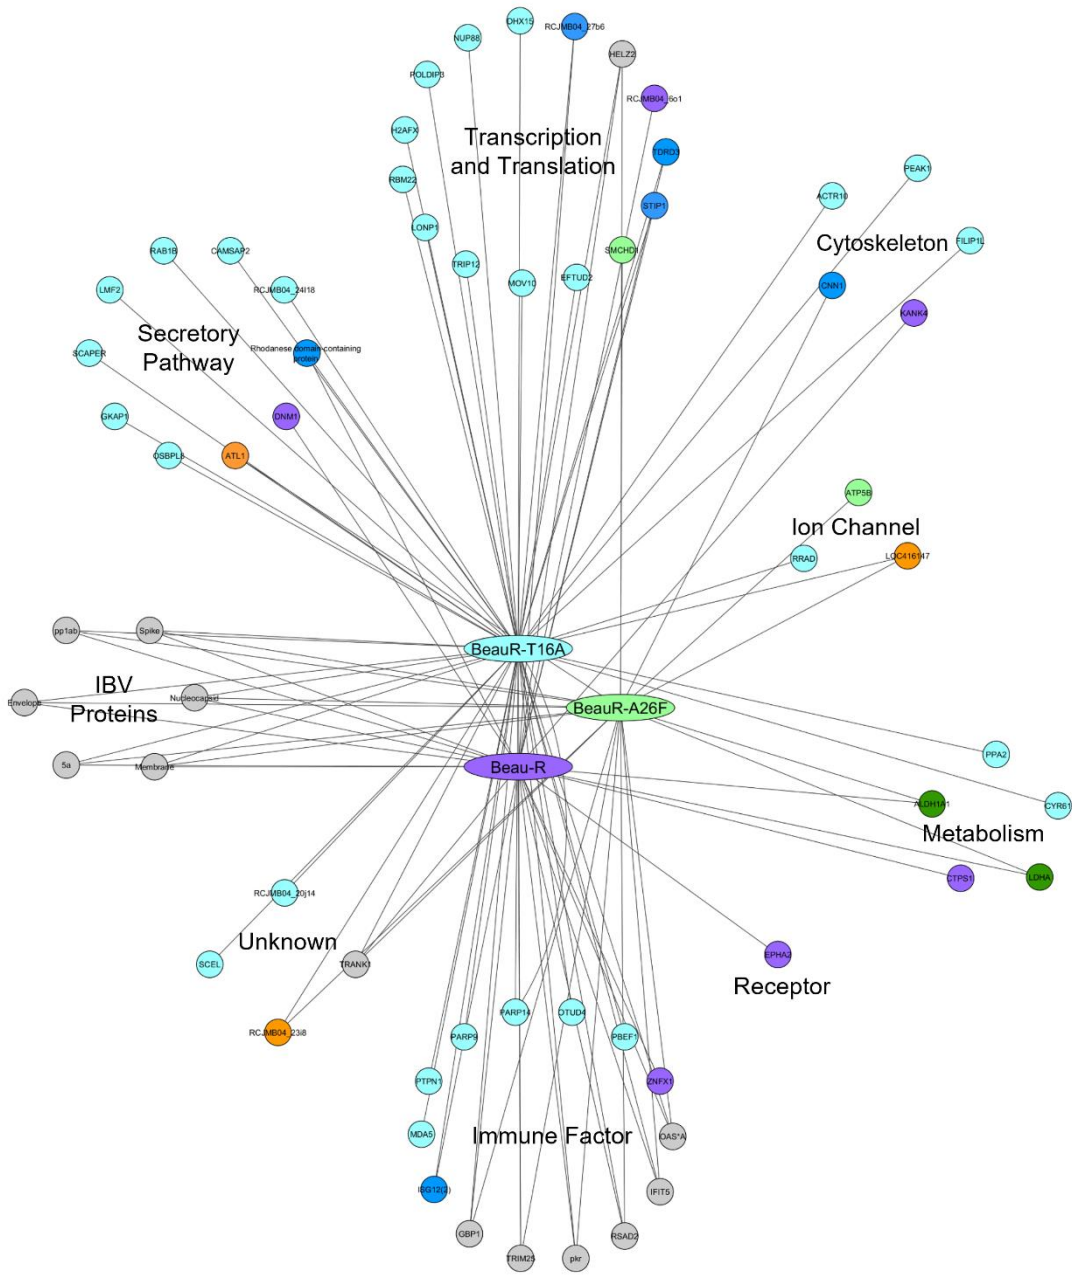 DHX15
RCJMB04_27b6
NUP88
HELZ2
POLDIP3
RCJMB04_6o1
H2AFX
Transcription
and Translation
TDRD3
PEAK1
RBM22
ACTR10
STIP1
LONP1
FILIP1L
Cytoskeleton
RAB1B
CAMSAP2
SMCHD1
TRIP12
EFTUD2
MOV10
CNN1
LMF2
RCJMB04_24l18
KANK4
Secretory
Pathway
SCAPER
Rhodanese domain-containing
protein
GKAP1
DNM1
OSBPL8
ATL1
ATP5B
Ion Channel
RRAD
LOC416147
pp1ab
Spike
BeauR-T16A
IBV
Proteins
Envelope
Nucleocapsid
BeauR-A26F
5a
Membrane
Beau-R
PPA2
ALDH1A1
CYR61
Metabolism
CTPS1
LDHA
RCJMB04_20j14
Unknown
SCEL
TRANK1
EPHA2
Receptor
RCJMB04_23i8
PARP14
OTUD4
PARP9
PBEF1
PTPN1
ZNFX1
MDA5
Immune Factor
OAS*A
ISG12(2)
IFIT5
GBP1
RSAD2
TRIM25
pkr